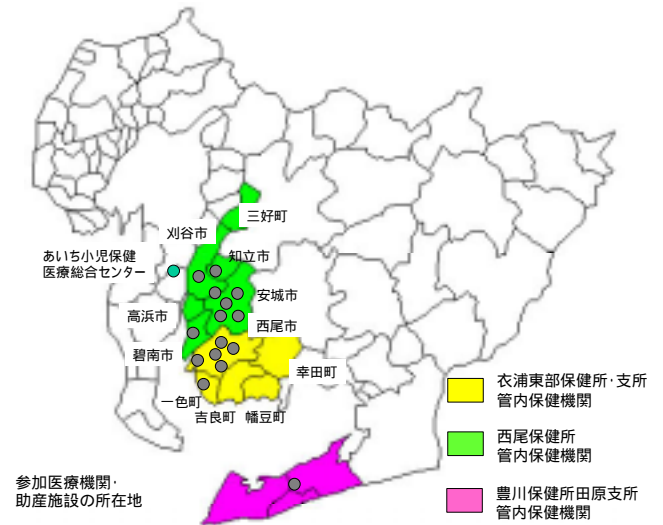 三好町
刈谷市
知立市
あいち小児保健
医療総合センター
安城市
高浜市
西尾市
碧南市
幸田町
一色町
吉良町
幡豆町
衣浦東部保健所・支所
管内保健機関
西尾保健所
管内保健機関
豊川保健所田原支所
管内保健機関
参加医療機関・
助産施設の所在地